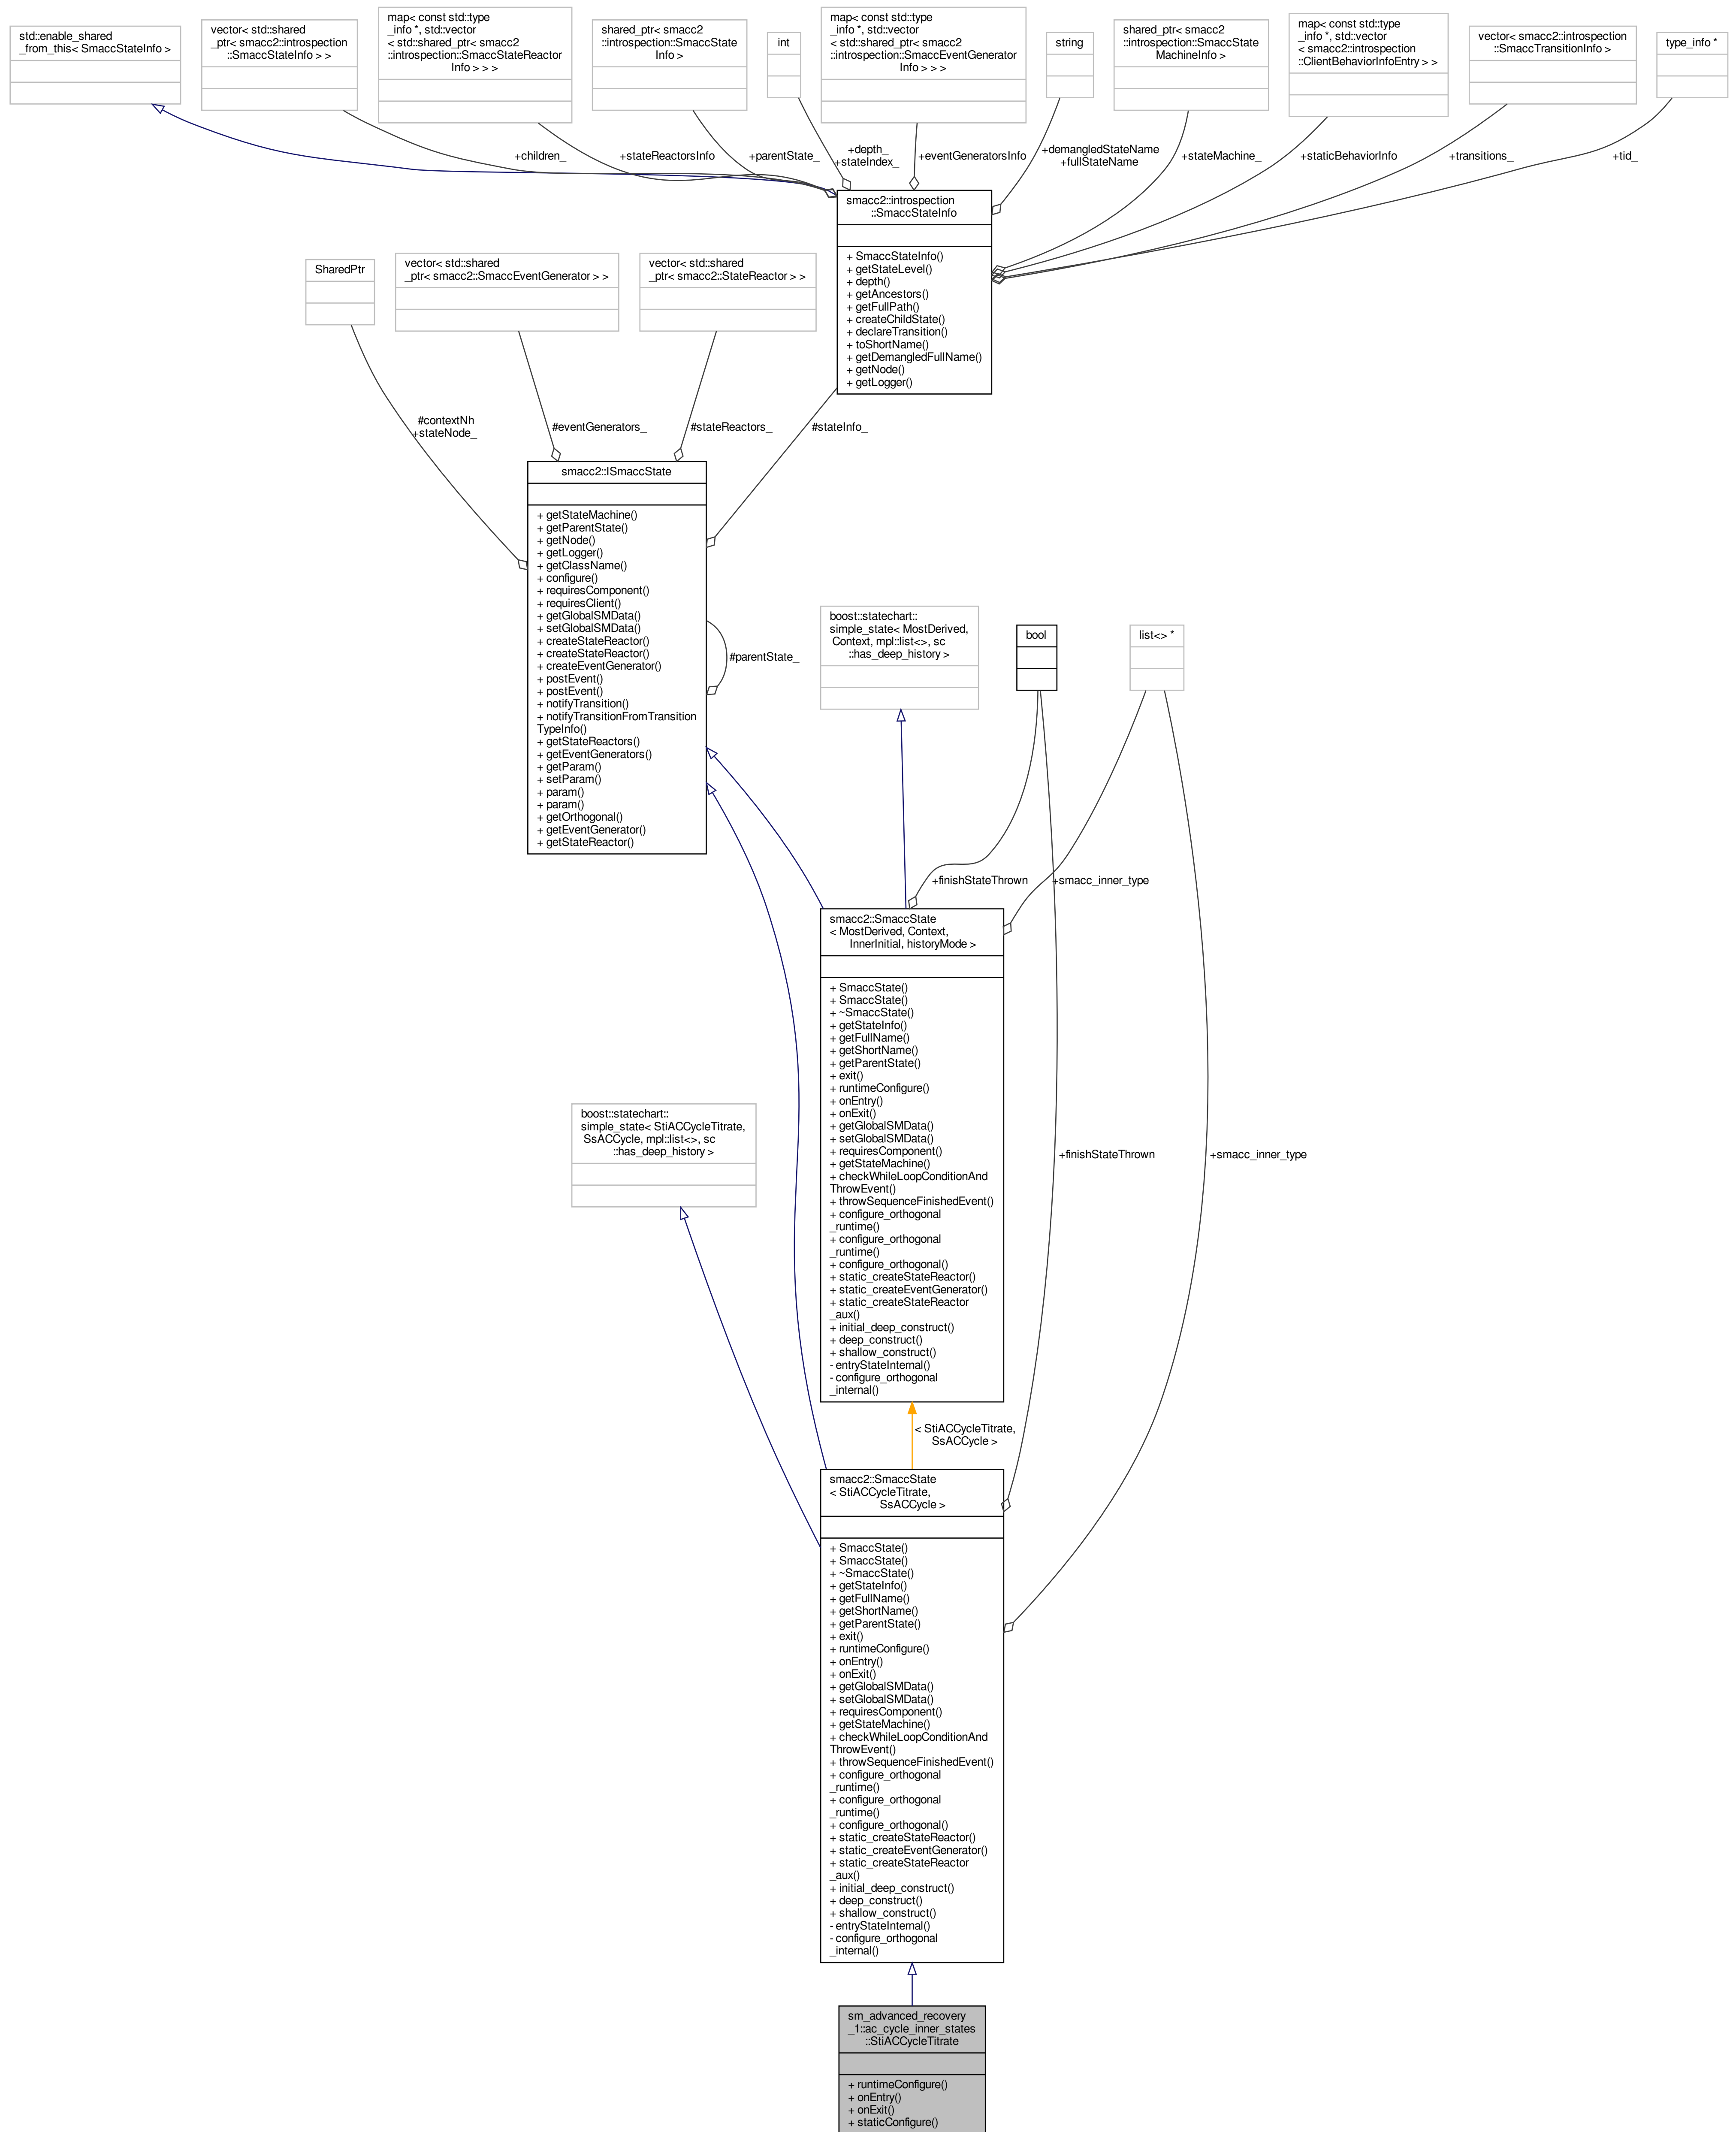 std::enable_shared
_from_this< SmaccStateInfo >
vector< std::shared
_ptr< smacc2::introspection
::SmaccStateInfo > >
map< const std::type
_info *, std::vector
< std::shared_ptr< smacc2
::introspection::SmaccStateReactor
Info > > >
shared_ptr< smacc2
::introspection::SmaccState
Info >
int
map< const std::type
_info *, std::vector
< std::shared_ptr< smacc2
::introspection::SmaccEventGenerator
Info > > >
string
shared_ptr< smacc2
::introspection::SmaccState
MachineInfo >
map< const std::type
_info *, std::vector
< smacc2::introspection
::ClientBehaviorInfoEntry > >
vector< smacc2::introspection
::SmaccTransitionInfo >
type_info *
+children_
+stateReactorsInfo
+parentState_
+depth_
+stateIndex_
+eventGeneratorsInfo
+demangledStateName
+fullStateName
+stateMachine_
+staticBehaviorInfo
+transitions_
+tid_
smacc2::introspection
::SmaccStateInfo
+ SmaccStateInfo()
+ getStateLevel()
+ depth()
+ getAncestors()
+ getFullPath()
+ createChildState()
+ declareTransition()
+ toShortName()
+ getDemangledFullName()
+ getNode()
+ getLogger()
SharedPtr
vector< std::shared
_ptr< smacc2::SmaccEventGenerator > >
vector< std::shared
_ptr< smacc2::StateReactor > >
#contextNh
+stateNode_
#eventGenerators_
#stateReactors_
#stateInfo_
smacc2::ISmaccState
+ getStateMachine()
+ getParentState()
+ getNode()
+ getLogger()
+ getClassName()
+ configure()
+ requiresComponent()
+ requiresClient()
+ getGlobalSMData()
+ setGlobalSMData()
+ createStateReactor()
+ createStateReactor()
+ createEventGenerator()
+ postEvent()
+ postEvent()
+ notifyTransition()
+ notifyTransitionFromTransition
TypeInfo()
+ getStateReactors()
+ getEventGenerators()
+ getParam()
+ setParam()
+ param()
+ param()
+ getOrthogonal()
+ getEventGenerator()
+ getStateReactor()
#parentState_
boost::statechart::
simple_state< MostDerived,
Context, mpl::list<>, sc
::has_deep_history >
bool
list<> *
+finishStateThrown
+smacc_inner_type
smacc2::SmaccState
< MostDerived, Context,
InnerInitial, historyMode >
+ SmaccState()
+ SmaccState()
+ ~SmaccState()
+ getStateInfo()
+ getFullName()
+ getShortName()
+ getParentState()
+ exit()
+ runtimeConfigure()
+ onEntry()
+ onExit()
+ getGlobalSMData()
+ setGlobalSMData()
+ requiresComponent()
+ getStateMachine()
+ checkWhileLoopConditionAnd
ThrowEvent()
+ throwSequenceFinishedEvent()
+ configure_orthogonal
_runtime()
+ configure_orthogonal
_runtime()
+ configure_orthogonal()
+ static_createStateReactor()
+ static_createEventGenerator()
+ static_createStateReactor
_aux()
+ initial_deep_construct()
+ deep_construct()
+ shallow_construct()
- entryStateInternal()
- configure_orthogonal
_internal()
boost::statechart::
simple_state< StiACCycleTitrate,
SsACCycle, mpl::list<>, sc
::has_deep_history >
+finishStateThrown
+smacc_inner_type
< StiACCycleTitrate,
SsACCycle >
smacc2::SmaccState
< StiACCycleTitrate,
SsACCycle >
+ SmaccState()
+ SmaccState()
+ ~SmaccState()
+ getStateInfo()
+ getFullName()
+ getShortName()
+ getParentState()
+ exit()
+ runtimeConfigure()
+ onEntry()
+ onExit()
+ getGlobalSMData()
+ setGlobalSMData()
+ requiresComponent()
+ getStateMachine()
+ checkWhileLoopConditionAnd
ThrowEvent()
+ throwSequenceFinishedEvent()
+ configure_orthogonal
_runtime()
+ configure_orthogonal
_runtime()
+ configure_orthogonal()
+ static_createStateReactor()
+ static_createEventGenerator()
+ static_createStateReactor
_aux()
+ initial_deep_construct()
+ deep_construct()
+ shallow_construct()
- entryStateInternal()
- configure_orthogonal
_internal()
sm_advanced_recovery
_1::ac_cycle_inner_states
::StiACCycleTitrate
+ runtimeConfigure()
+ onEntry()
+ onExit()
+ staticConfigure()